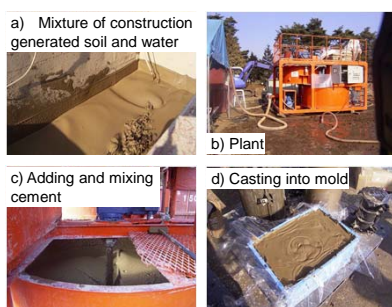 a) Mixture of construction
generated soil and water
b) Plant
c) Adding and mixing
cement
d) Casting into mold